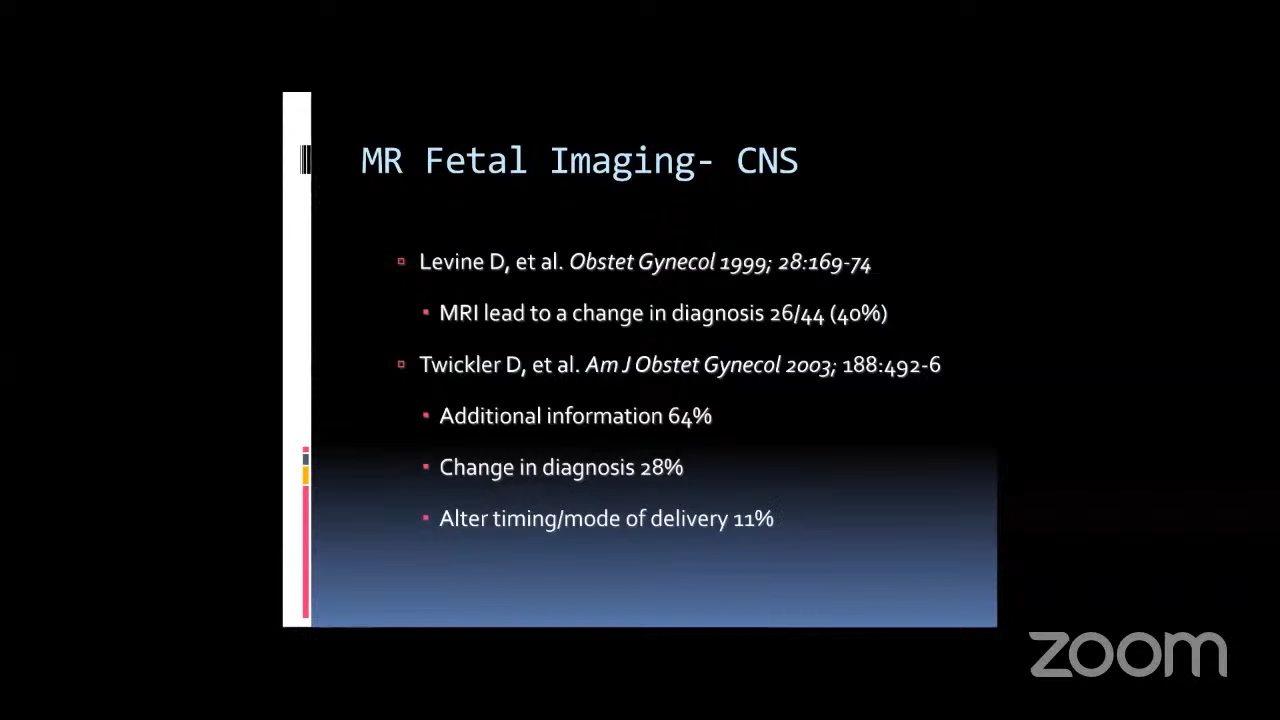 MR Fetal Imaging- CNS
Levine D, et al. Obstet Gynecol 1999; 28:169-74
MRI lead to a change in diagnosis 26/44 (40%)
Twickler D, et al. Am J Obstet Gynecol 2003; 188:492-6
Additional information 64%
Change in diagnosis 28%
Alter timing/mode of delivery 11%
zoom